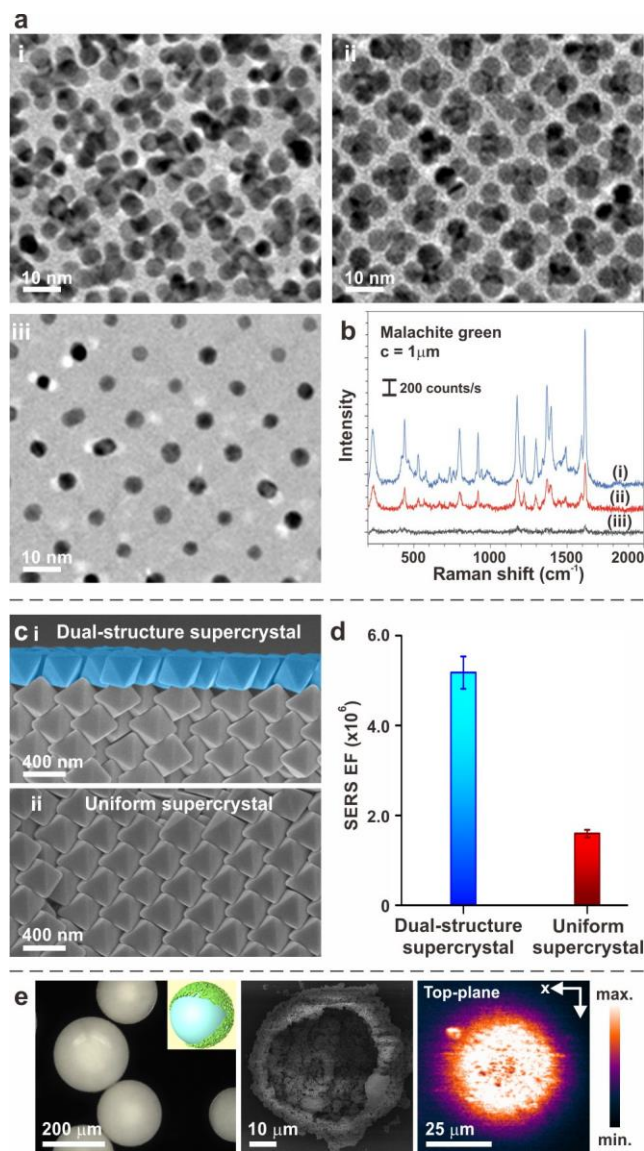 a
i
10 nm
ii
10 nm
iii
10 nm
b
Malachite green
c = 1μm
200 counts/s
Intensity
(i)
(ii)
(iii)
500 1000 1500 2000
Raman shift (cm-1)
c i Dual-structure supercrystal
400 nm
ii Uniform supercrystal
400 nm
d
SERS EF (x10⁶)
6.0
4.0
2.0
0
Dual-structure
supercrystal
Uniform
supercrystal
e
200 μm
10 μm
Top-plane
x
25 μm
max.
min.